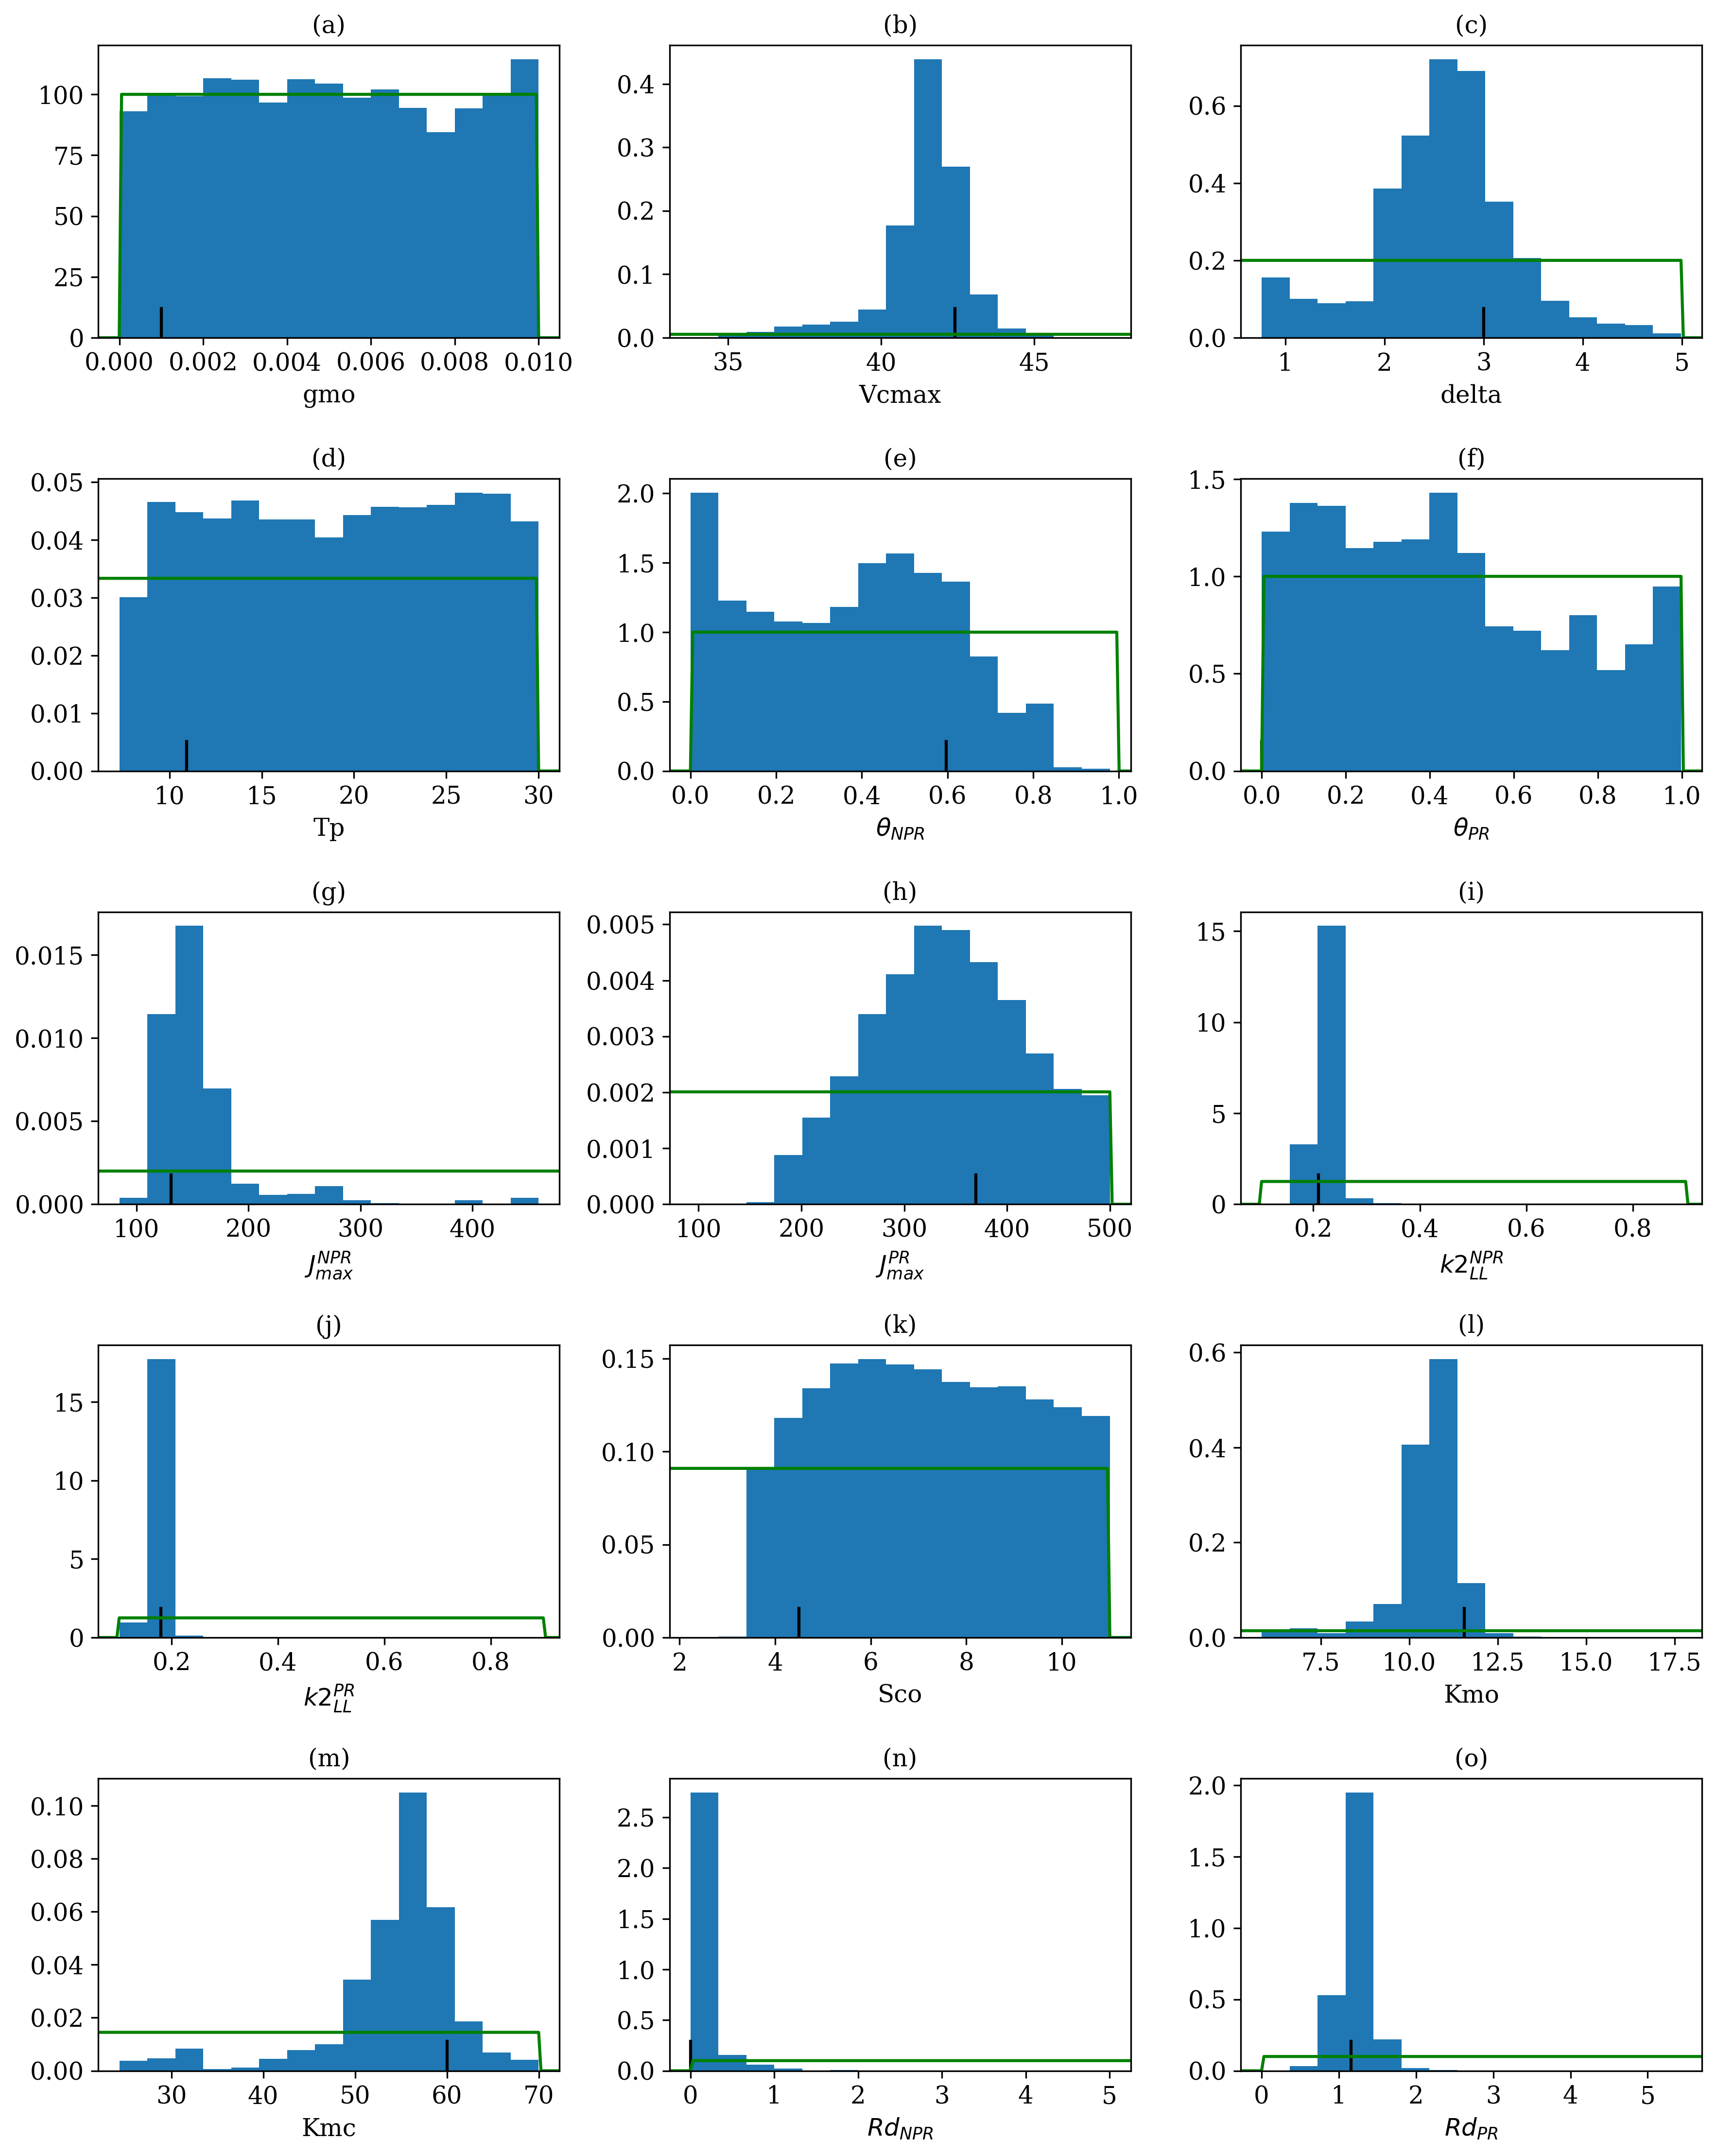 (a) (b) (c)
100 75 50 25 0
0.000 0.002 0.004 0.006 0.008 0.010
gmo
0.4 0.3 0.2 0.1 0.0
35 40 45
Vcmax
0.6 0.4 0.2 0.0
1 2 3 4 5
delta
(d) (e) (f)
0.05 0.04 0.03 0.02 0.01 0.00
10 15 20 25 30
Tp
2.0 1.5 1.0 0.5 0.0
0.0 0.2 0.4 0.6 0.8 1.0
θ_NPR
1.5 1.0 0.5 0.0
0.0 0.2 0.4 0.6 0.8 1.0
θ_PR
(g) (h) (i)
0.015 0.010 0.005 0.000
100 200 300 400
J_max^NPR
0.005 0.004 0.003 0.002 0.001 0.000
100 200 300 400 500
J_max^PR
15 10 5 0
0.2 0.4 0.6 0.8
k2_LL^NPR
(j) (k) (l)
15 10 5 0
0.2 0.4 0.6 0.8
k2_LL^PR
0.15 0.10 0.05 0.00
2 4 6 8 10
Sco
0.6 0.4 0.2 0.0
7.5 10.0 12.5 15.0 17.5
Kmo
(m) (n) (o)
0.10 0.08 0.06 0.04 0.02 0.00
30 40 50 60 70
Kmc
2.5 2.0 1.5 1.0 0.5 0.0
0 1 2 3 4 5
Rd_NPR
2.0 1.5 1.0 0.5 0.0
0 1 2 3 4 5
Rd_PR